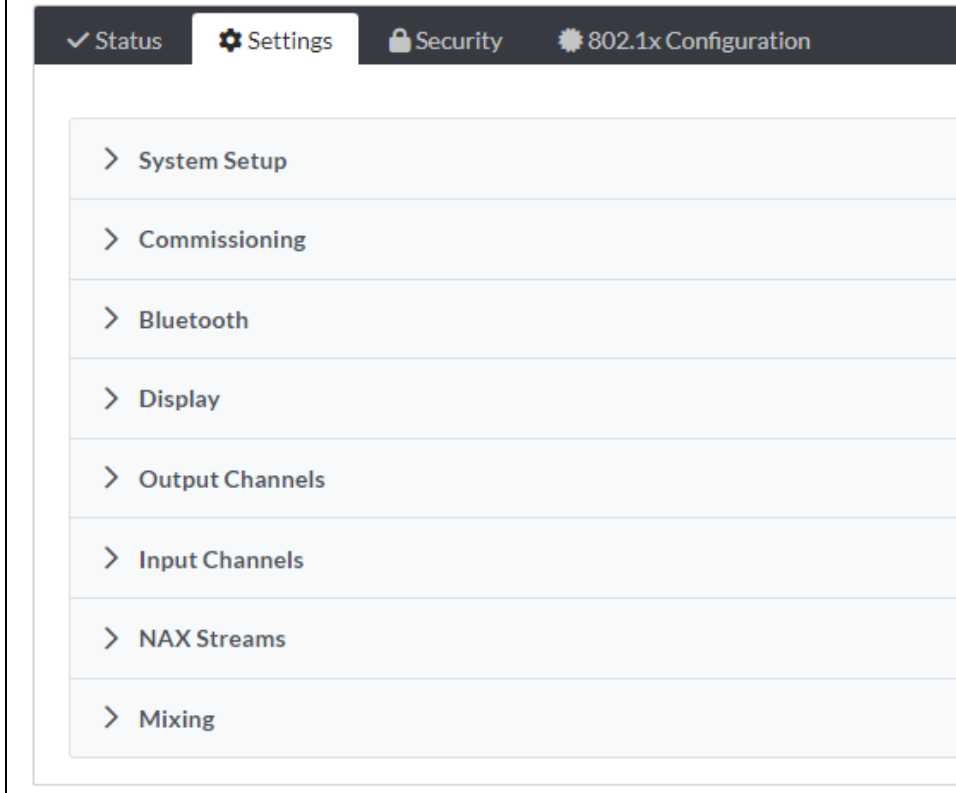 Status Settings Security 802.1x Configuration
System Setup
Commissioning
Bluetooth
Display
Output Channels
Input Channels
NAX Streams
Mixing